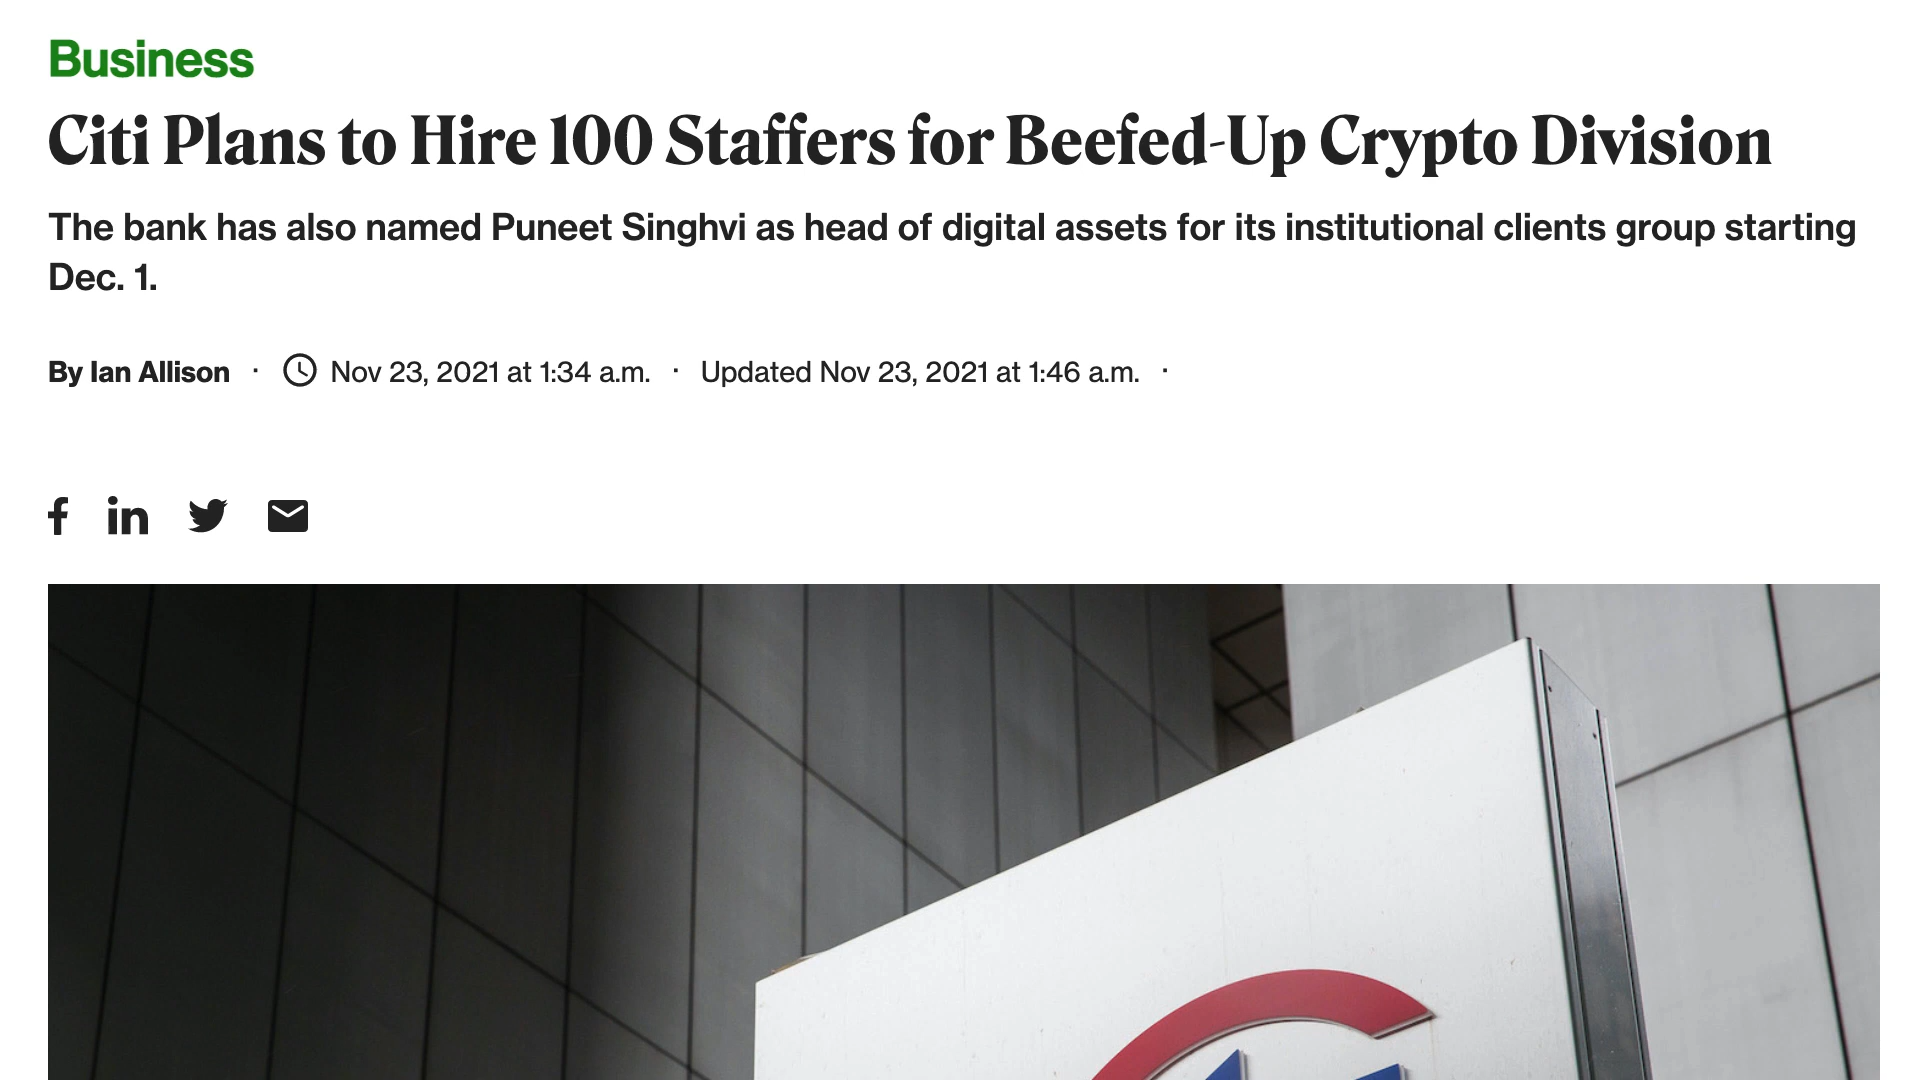 Business
Citi Plans to Hire 100 Staffers for Beefed-Up Crypto Division
The bank has also named Puneet Singhvi as head of digital assets for its institutional clients group starting
Dec. 1.
By Ian Allison · Nov 23, 2021 at 1:34 a.m. · Updated Nov 23, 2021 at 1:46 a.m. ·